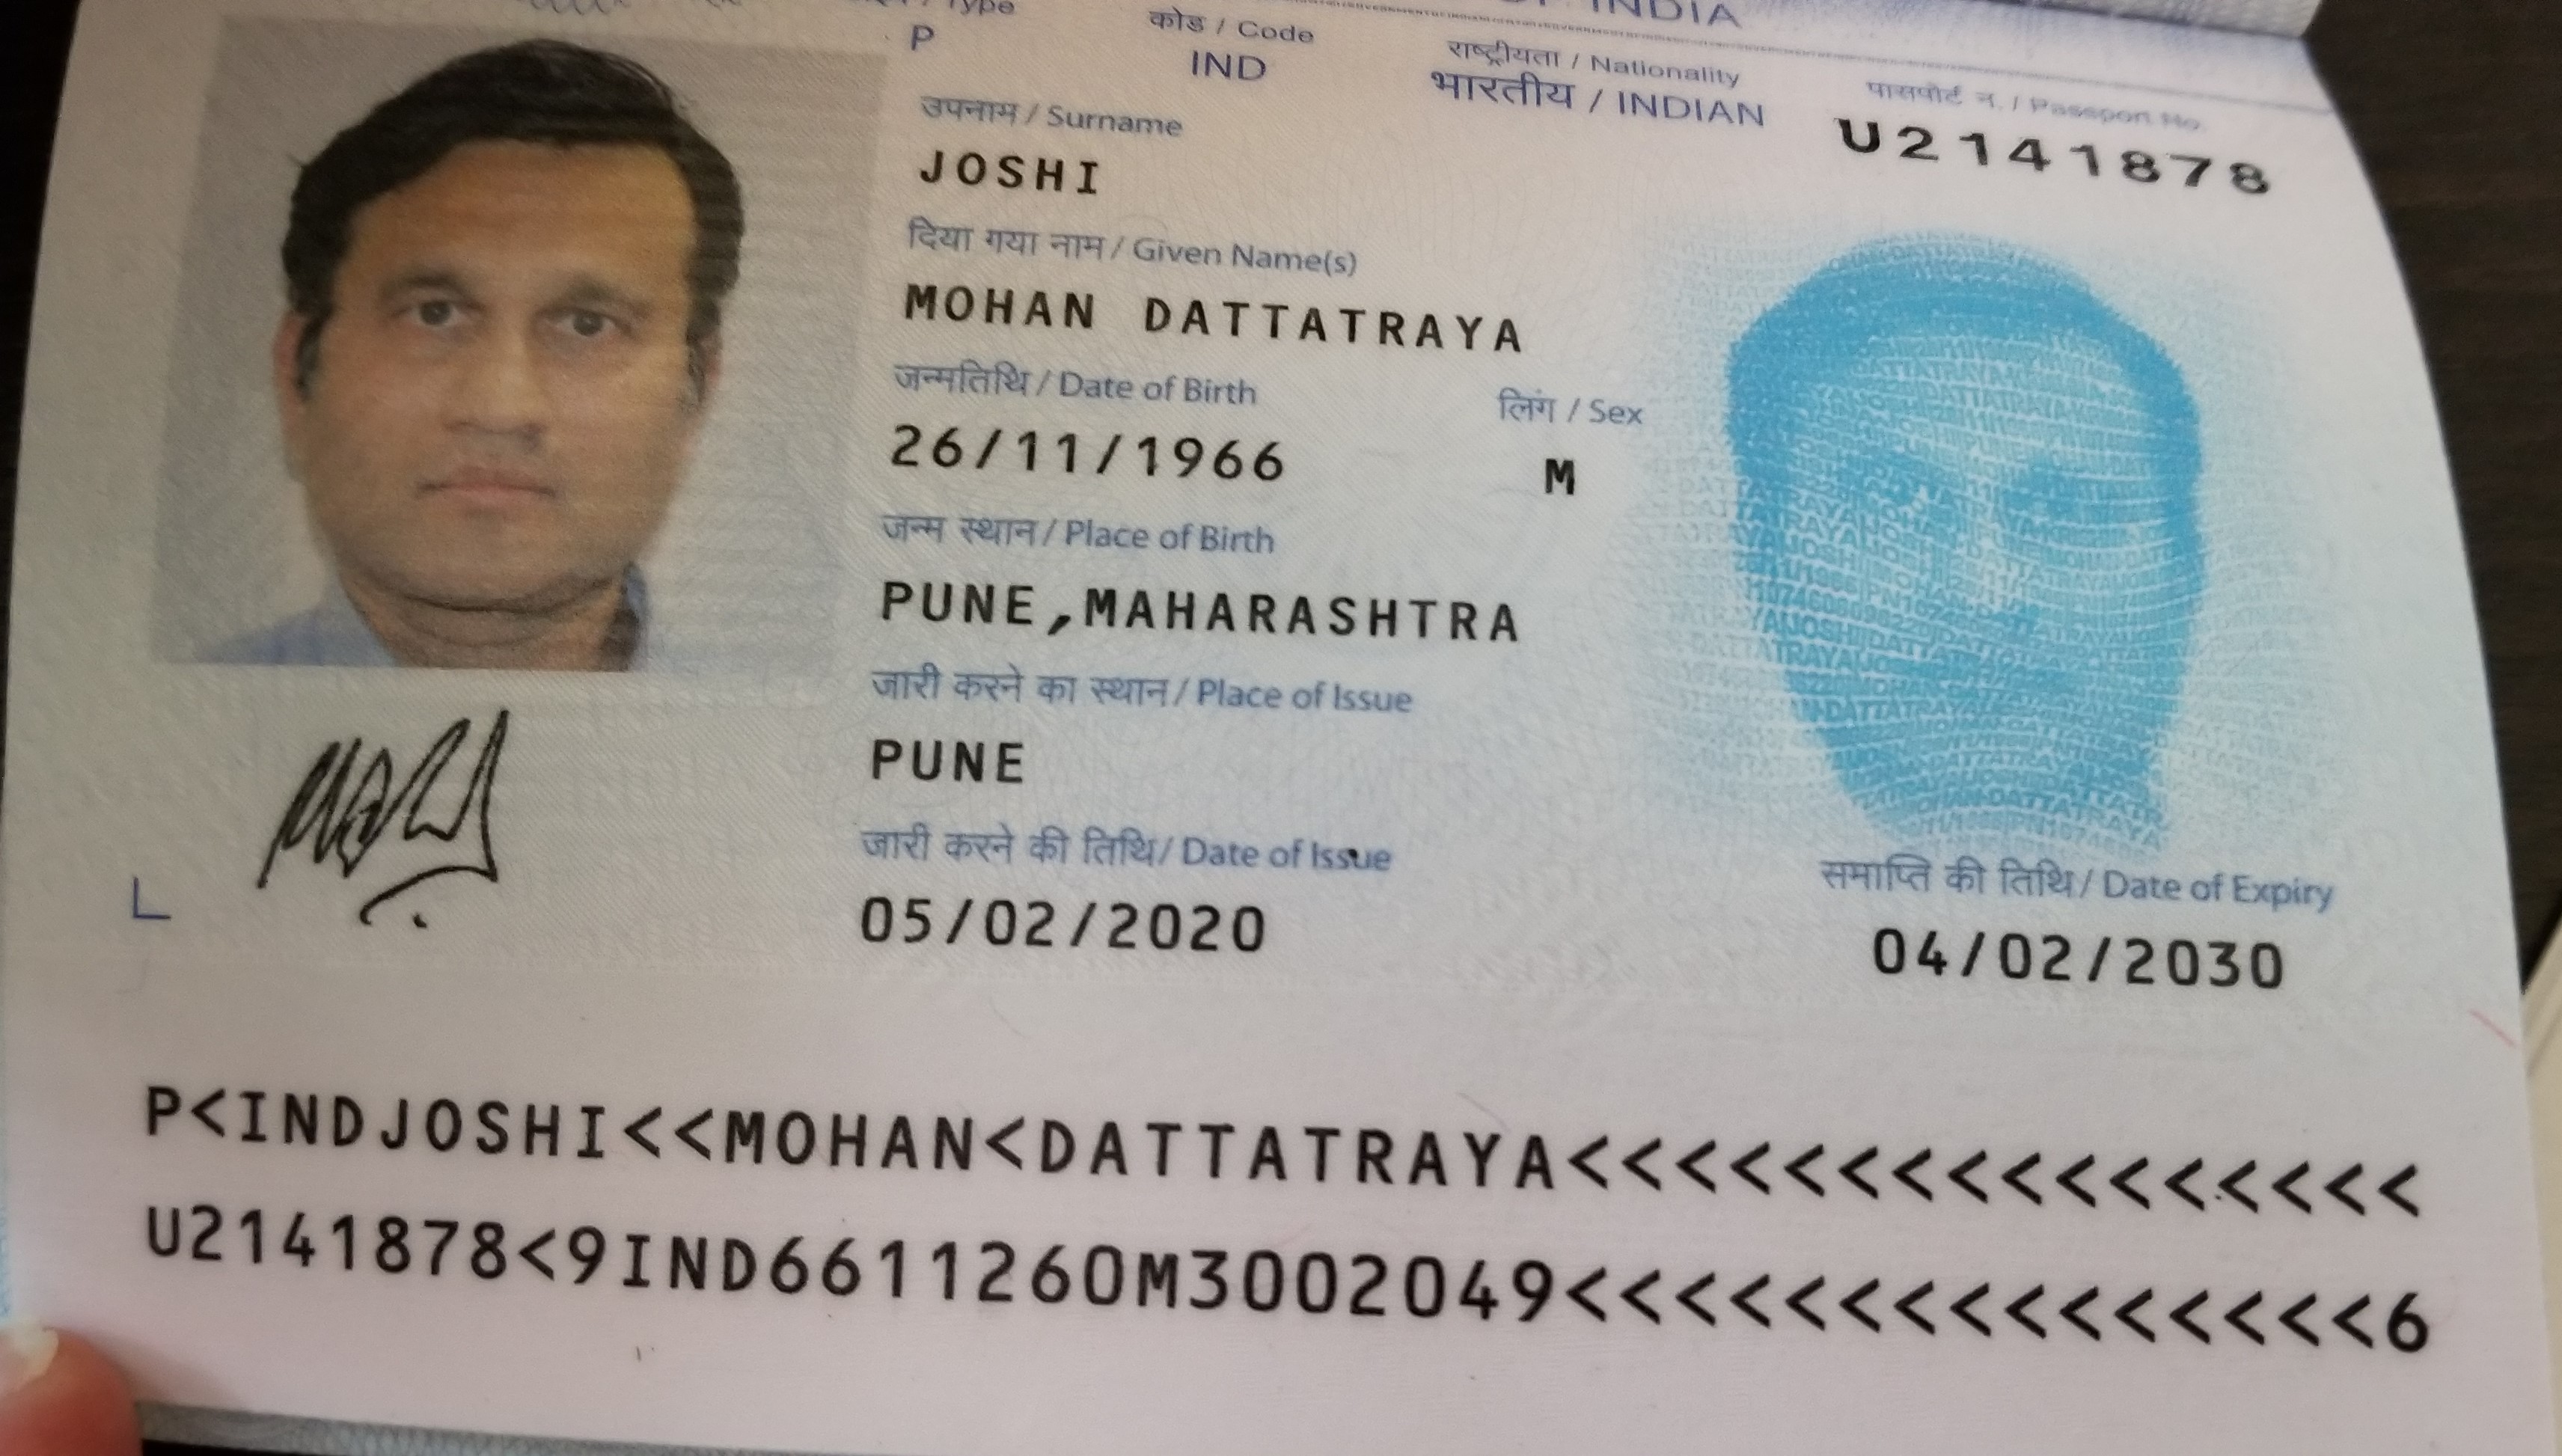 OF INDIA
/ Type
कोड / Code
राष्ट्रीयता / Nationality
पासपोर्ट न. / Passport No.
P
IND
भारतीय / INDIAN
U2141878
उपनाम / Surname
JOSHI
दिया गया नाम / Given Name(s)
MOHAN DATTATRAYA
जन्मतिथि / Date of Birth
लिंग / Sex
26/11/1966
M
जन्म स्थान / Place of Birth
PUNE,MAHARASHTRA
जारी करने का स्थान / Place of Issue
PUNE
जारी करने की तिथि / Date of Issue
समाप्ति की तिथि / Date of Expiry
05/02/2020
04/02/2030
P<INDJOSHI<<MOHAN<DATTATRAYA<<<<<<<<<<<<<<<<
U2141878<9IND6611260M3002049<<<<<<<<<<<<<<<6